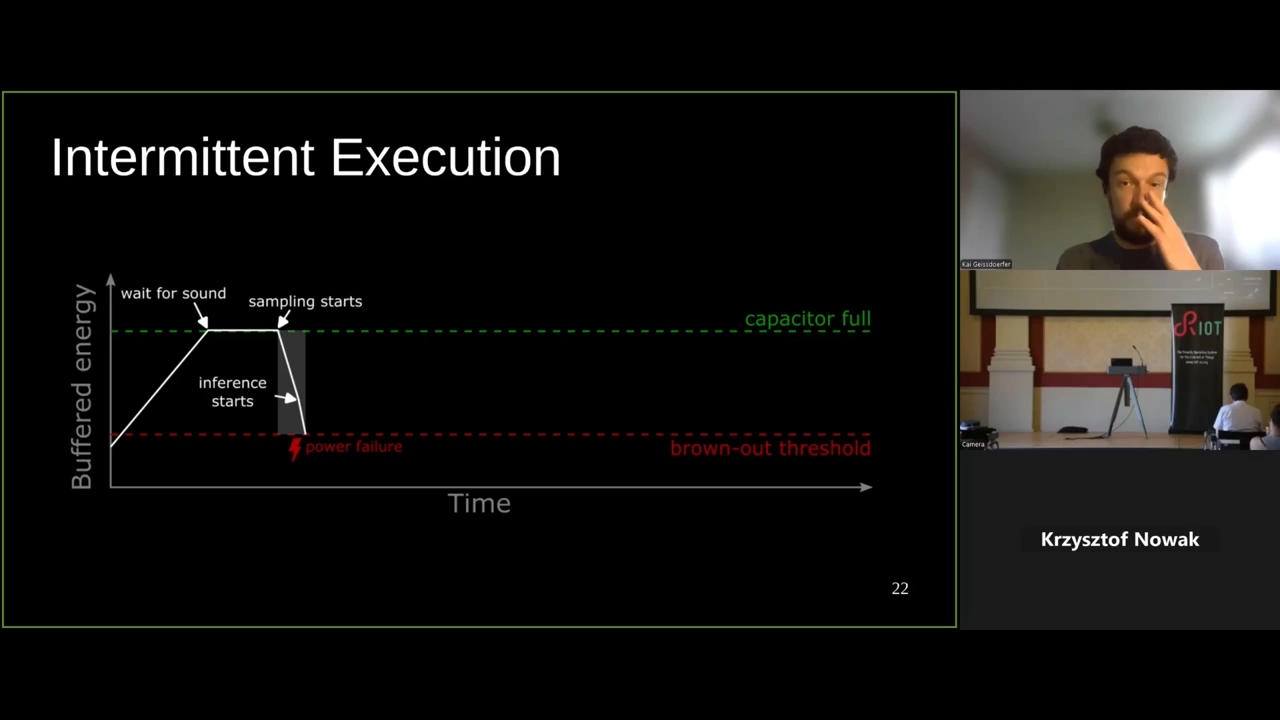 Intermittent Execution
Buffered energy
wait for sound
sampling starts
capacitor full
inference
starts
power failure
brown-out threshold
Time
22
Kai Geissdoerfer
RIOT
Camera
Krzysztof Nowak